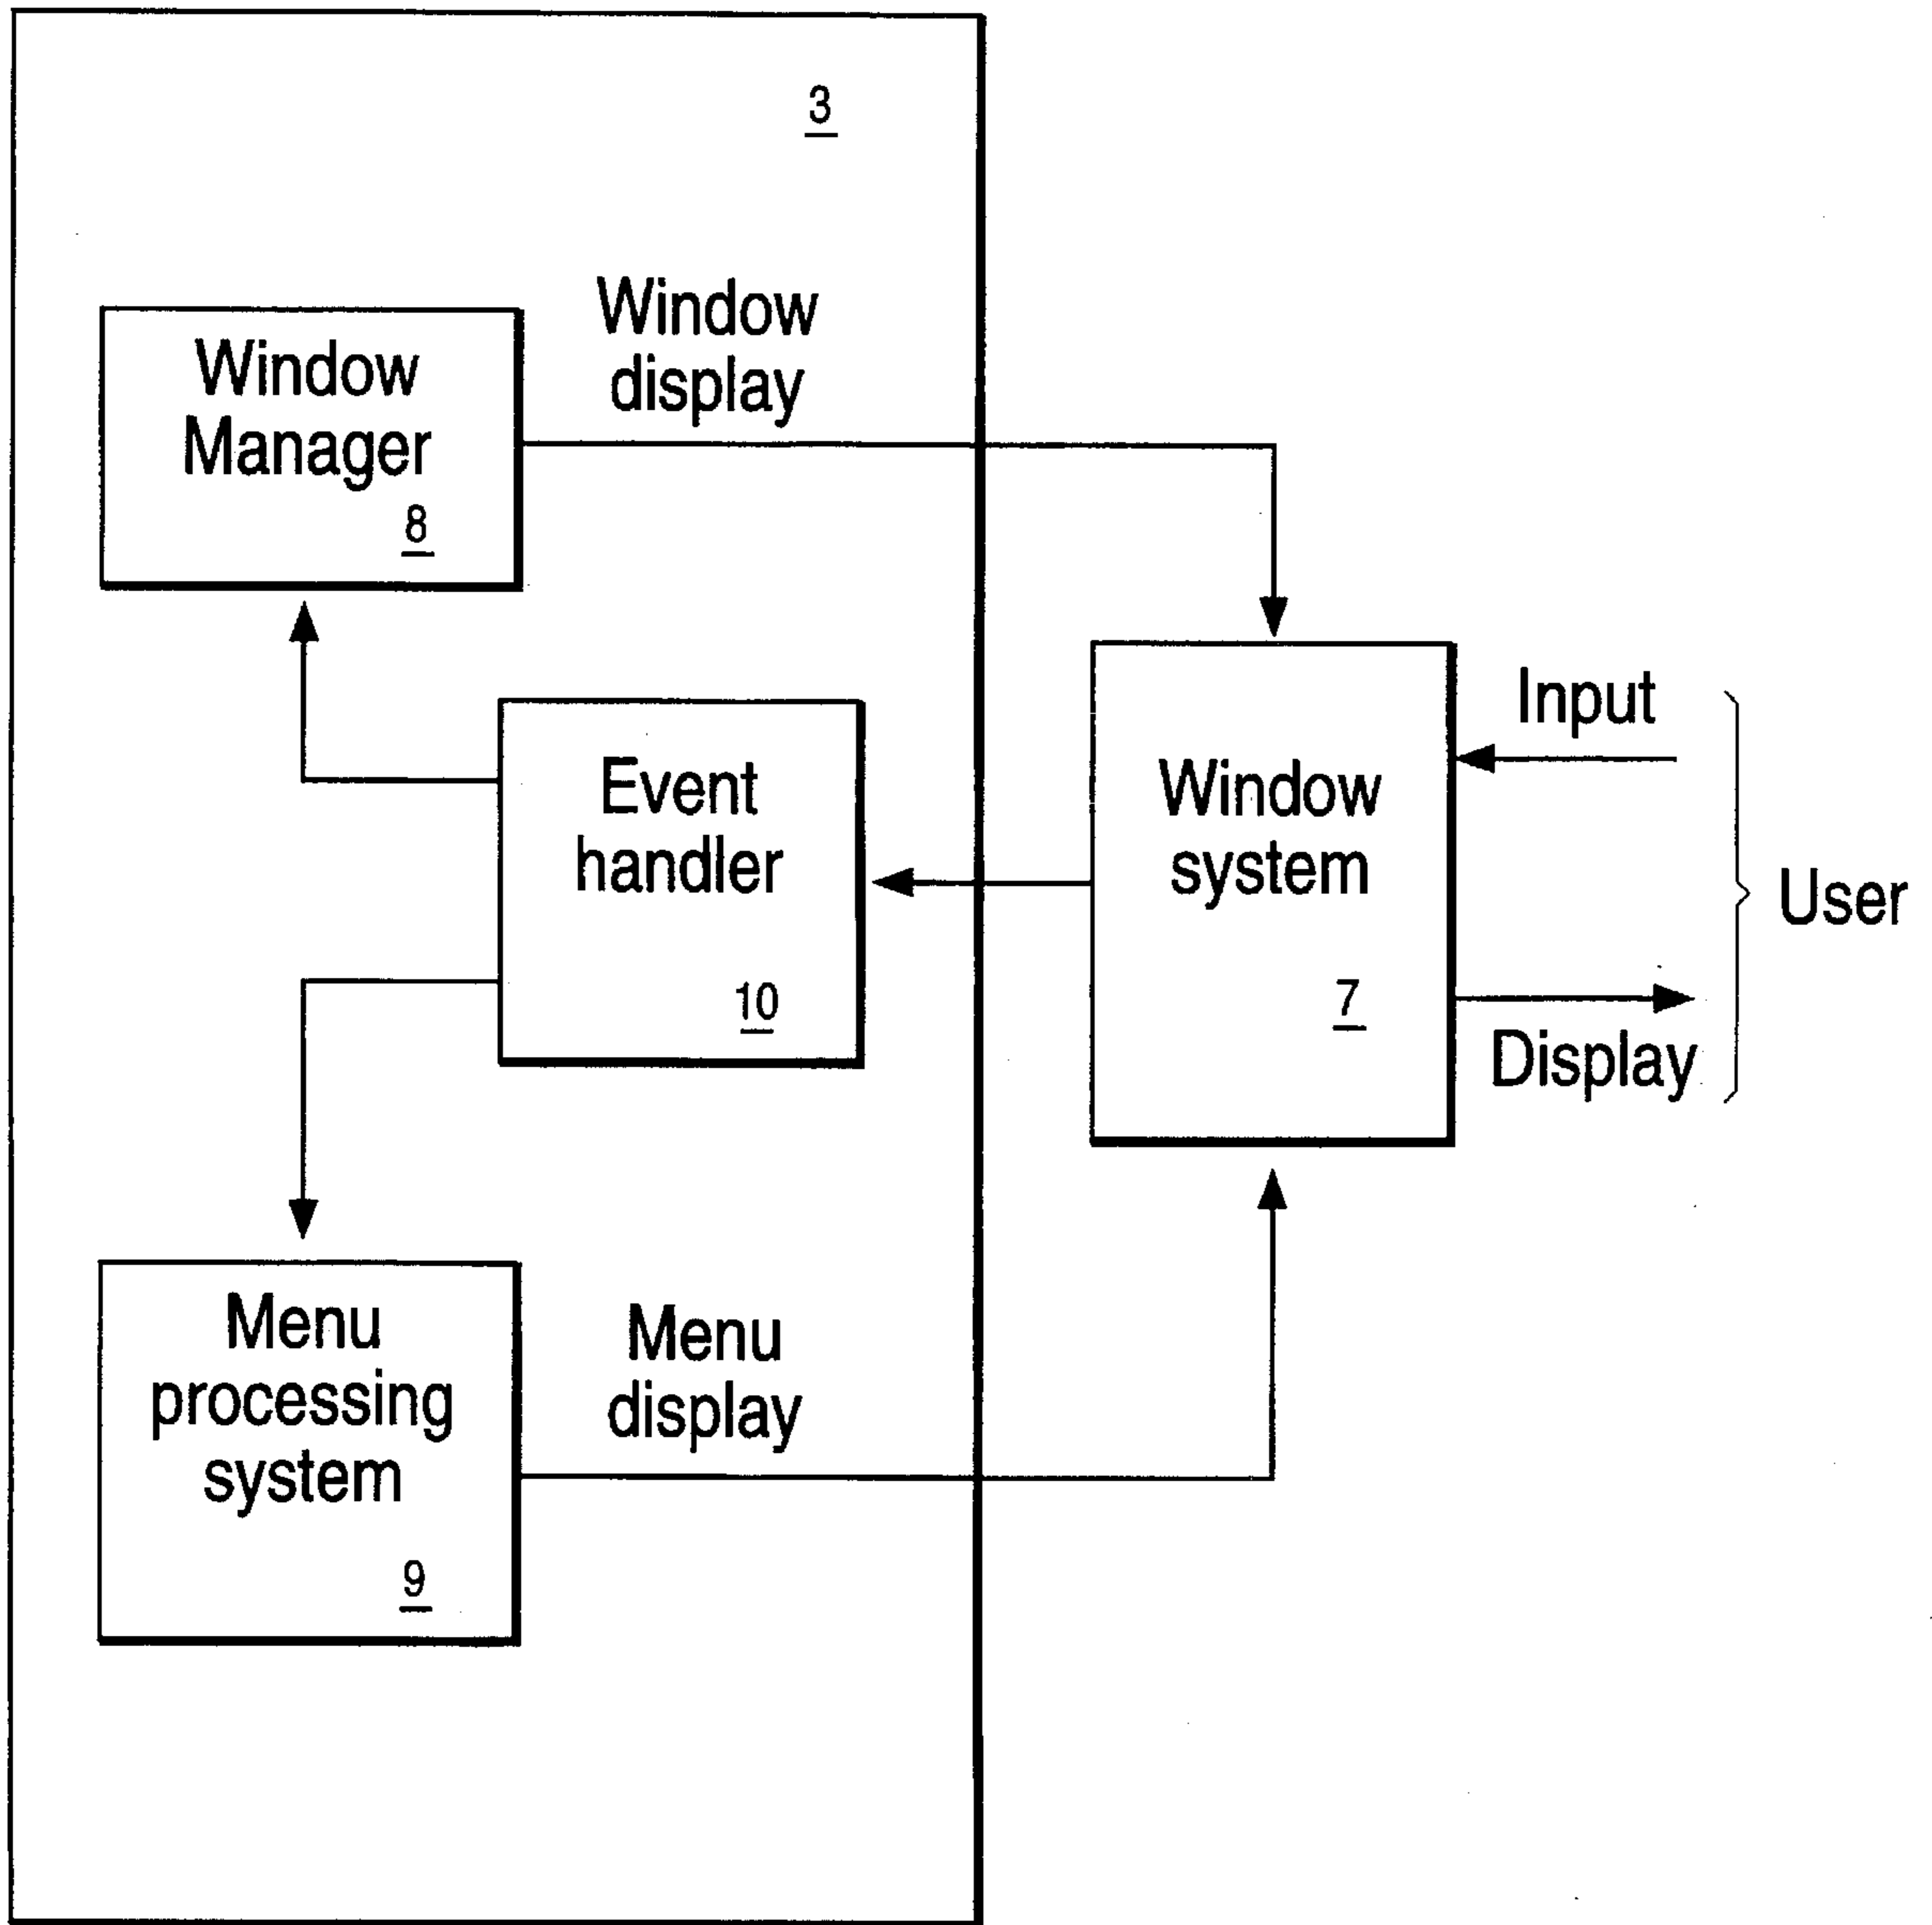 3
Window
display
Window
Manager
8
Input
Event
handler
10
Window
system
7
User
Display
Menu
processing
system
9
Menu
display